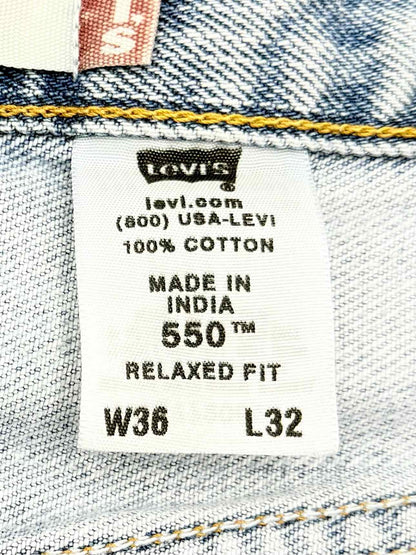 .
S
LEVI'S®
levi.com
(800) USA-LEVI
100% COTTON
MADE IN
INDIA
550™
RELAXED FIT
W36 L32